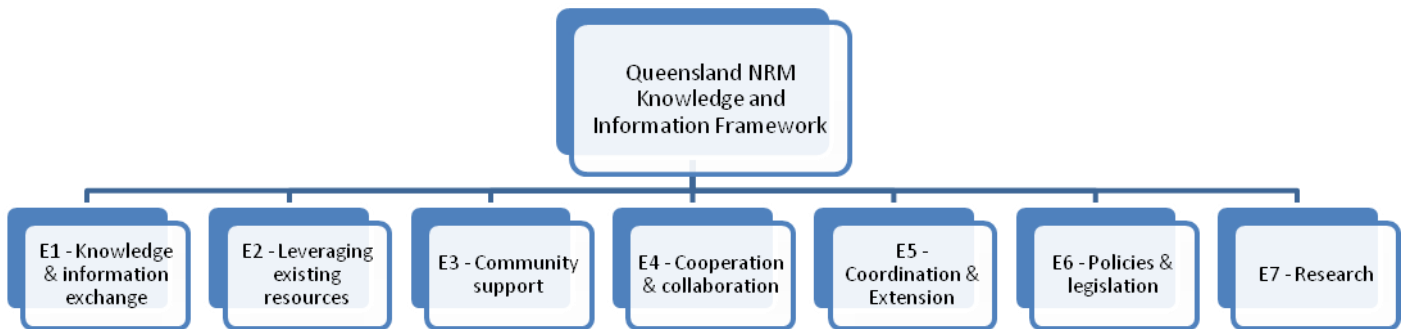 Queensland NRM
Knowledge and
Information Framework
E1 - Knowledge
& information
exchange
E2 - Leveraging
existing
resources
E3 - Community
support
E4 - Cooperation
& collaboration
E5 -
Coordination &
Extension
E6 - Policies &
legislation
E7 - Research